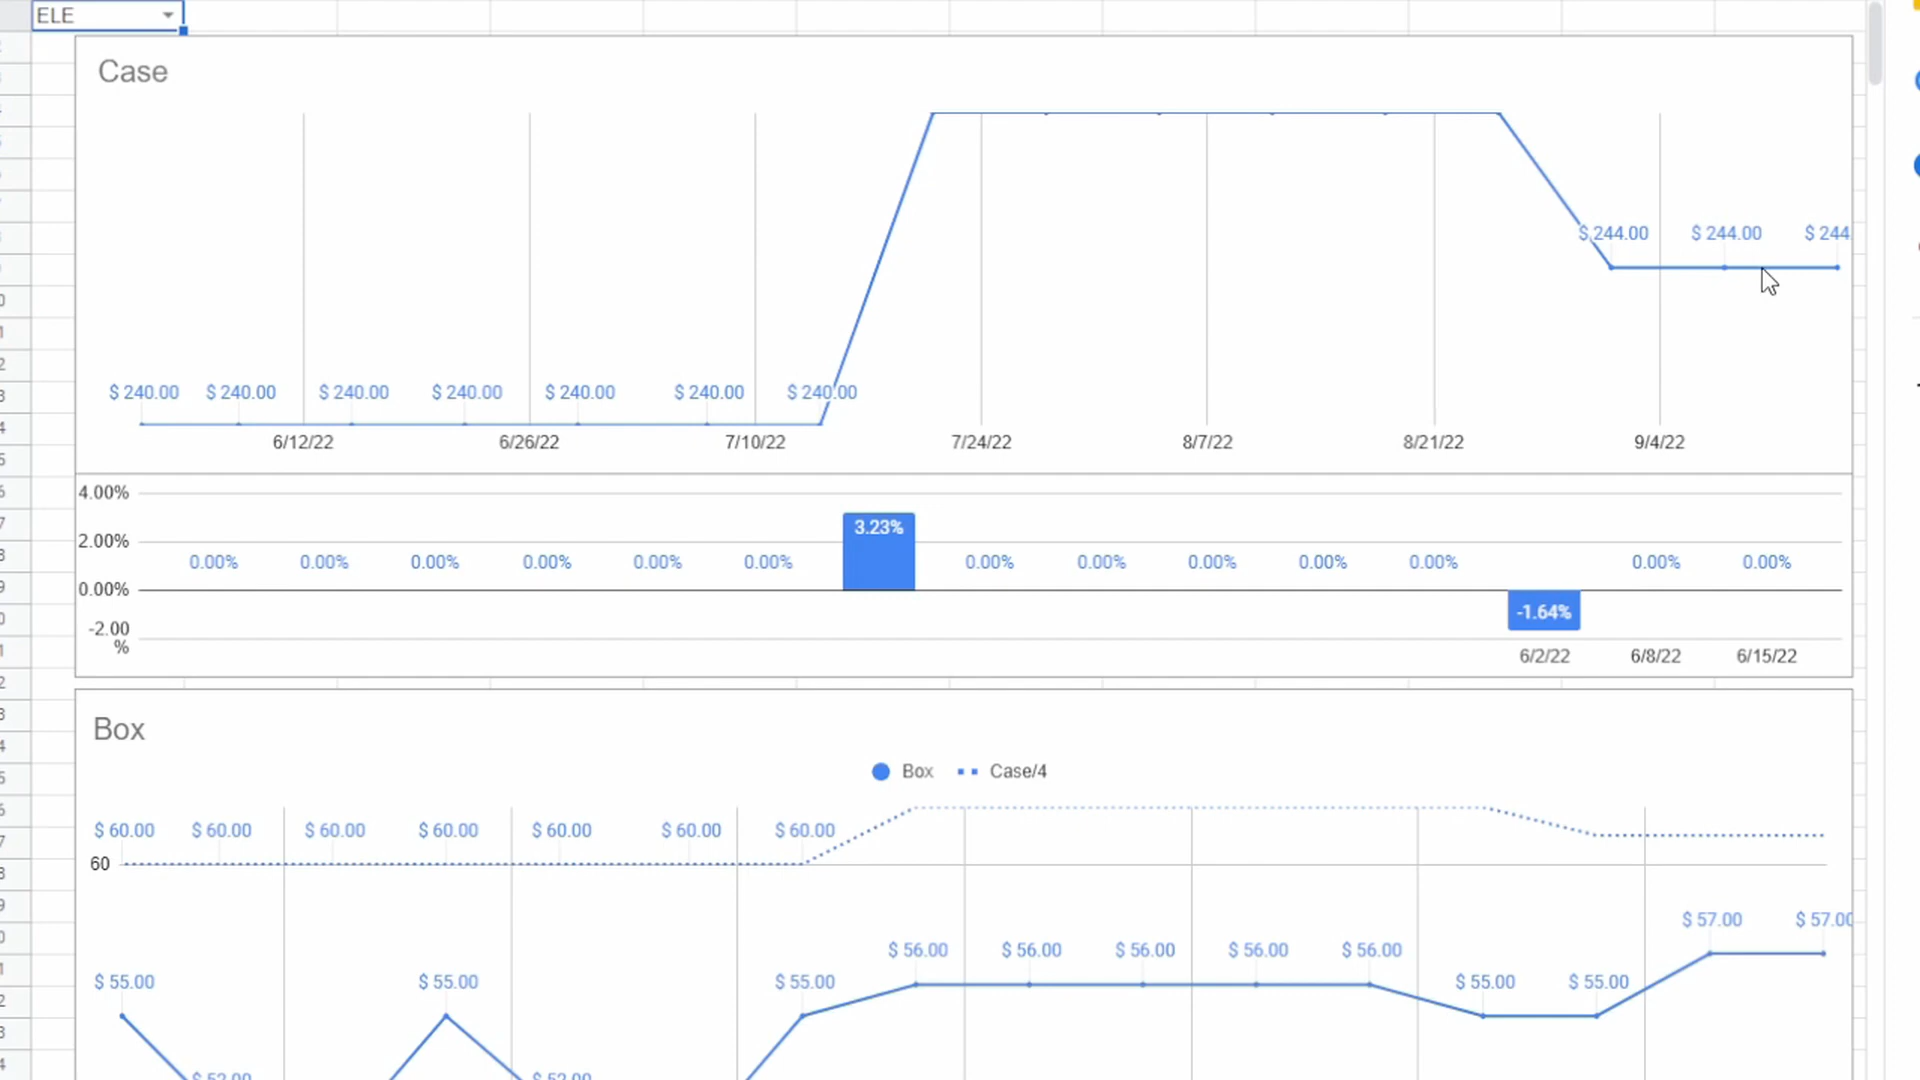 ELE
Case
$ 244.00 $ 244.00 $ 244
$ 240.00 $ 240.00 $ 240.00 $ 240.00 $ 240.00 $ 240.00 $ 240.00
6/12/22 6/26/22 7/10/22 7/24/22 8/7/22 8/21/22 9/4/22
4.00%
3.23%
2.00%
0.00% 0.00% 0.00% 0.00% 0.00% 0.00% 0.00% 0.00% 0.00% 0.00% 0.00% 0.00% 0.00%
0.00%
-1.64%
-2.00
%
6/2/22 6/8/22 6/15/22
Box
Box Case/4
$ 60.00 $ 60.00 $ 60.00 $ 60.00 $ 60.00 $ 60.00 $ 60.00
60
$ 57.00 $ 57.00
$ 56.00 $ 56.00 $ 56.00 $ 56.00 $ 56.00
$ 55.00 $ 55.00 $ 55.00 $ 55.00 $ 55.00